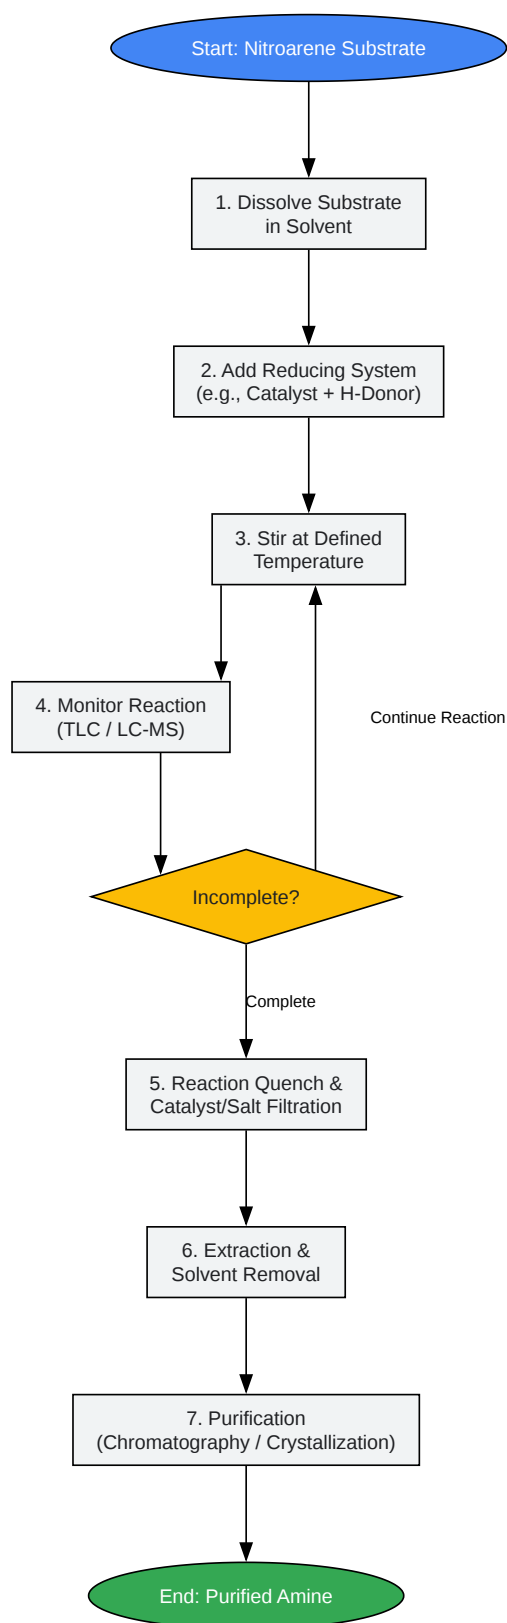 Start: Nitroarene Substrate
1. Dissolve Substrate
in Solvent
2. Add Reducing System
(e.g., Catalyst + H-Donor)
3. Stir at Defined
Temperature
4. Monitor Reaction
(TLC / LC-MS)
Continue Reaction
Incomplete?
Complete
5. Reaction Quench &
Catalyst/Salt Filtration
6. Extraction &
Solvent Removal
7. Purification
(Chromatography / Crystallization)
End: Purified Amine